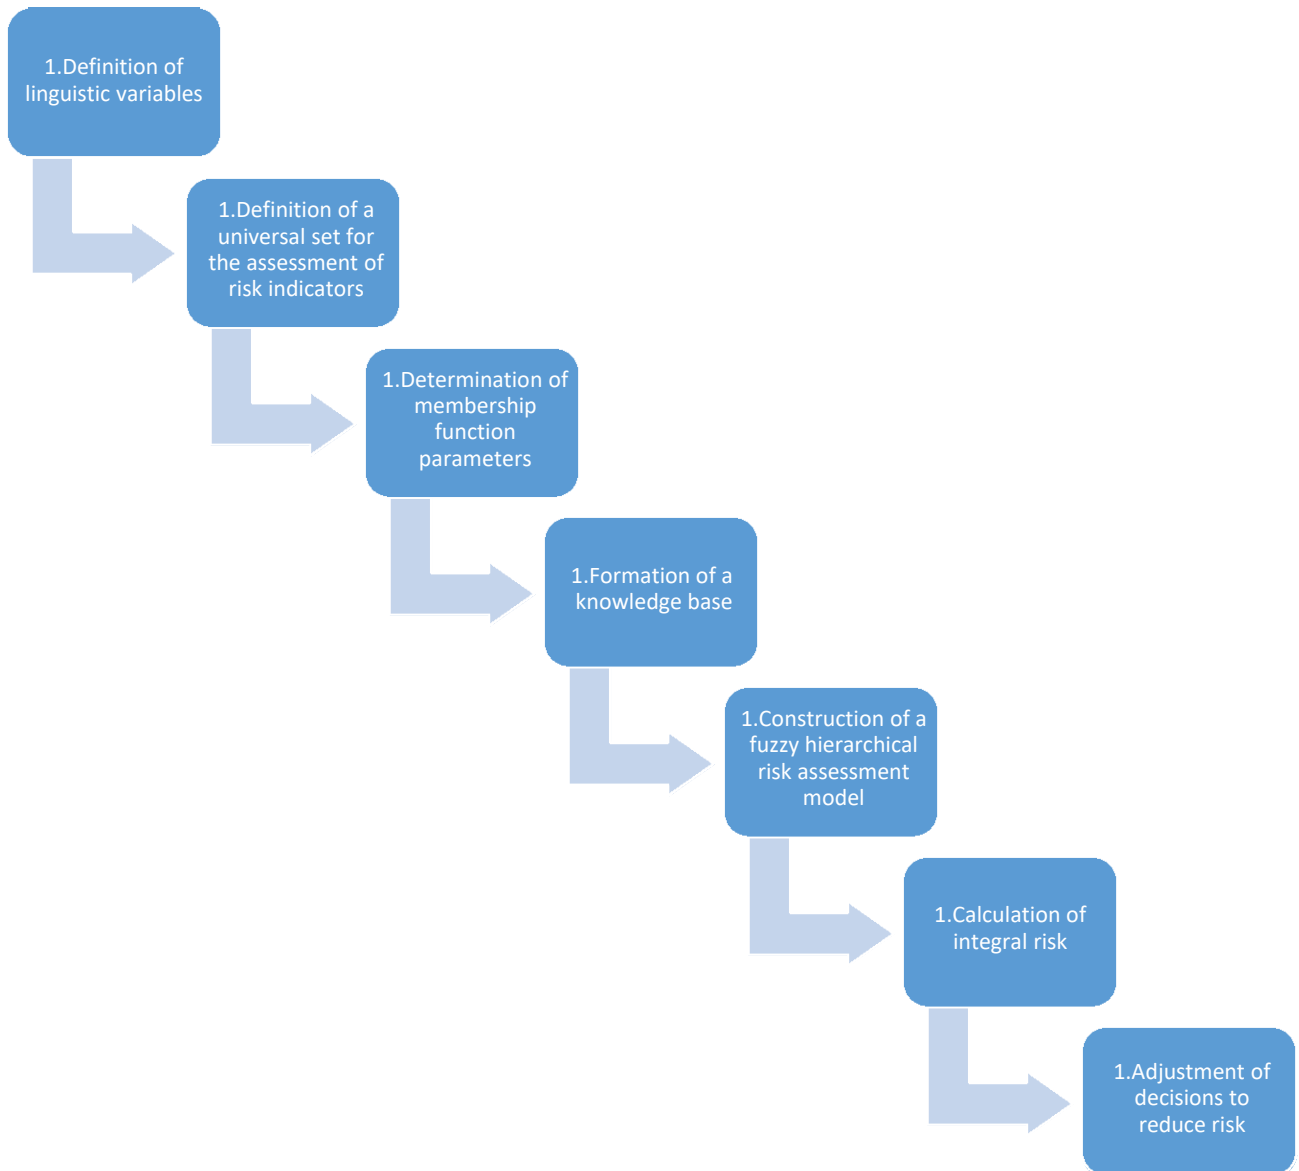 1.Definition of
linguistic variables
1.Definition of a
universal set for
the assessment of
risk indicators
1.Determination of
membership
function
parameters
1.Formation of a
knowledge base
1.Construction of a
fuzzy hierarchical
risk assessment
model
1.Calculation of
integral risk
1.Adjustment of
decisions to
reduce risk